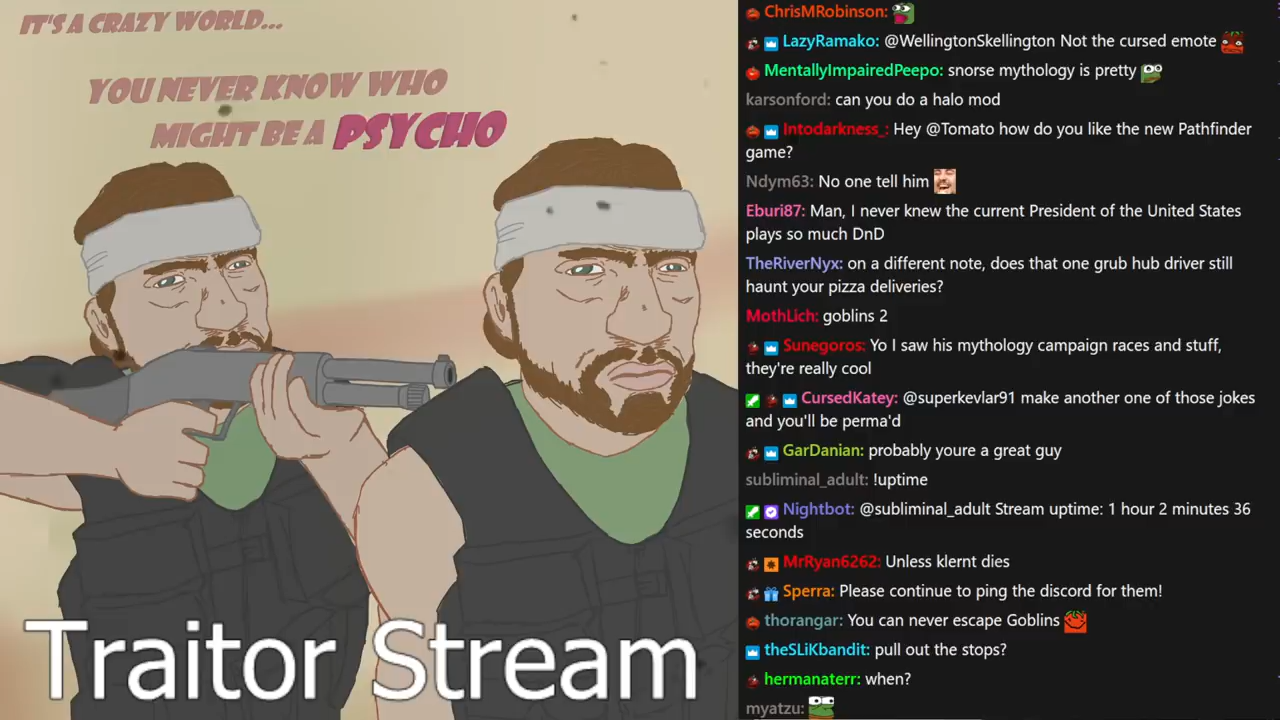 IT'S A CRAZY WORLD...
YOU NEVER KNOW WHO
MIGHT BE A PSYCHO
Traitor Stream
ChrisMRobinson:
LazyRamako: @WellingtonSkellington Not the cursed emote
MentallyImpairedPeepo: snorse mythology is pretty
karsonford: can you do a halo mod
Intodarkness_: Hey @Tomato how do you like the new Pathfinder
game?
Ndym63: No one tell him
Eburi87: Man, I never knew the current President of the United States
plays so much DnD
TheRiverNyx: on a different note, does that one grub hub driver still
haunt your pizza deliveries?
MothLich: goblins 2
Sunegoros: Yo I saw his mythology campaign races and stuff,
they're really cool
CursedKatey: @superkevlar91 make another one of those jokes
and you'll be perma'd
GarDanian: probably youre a great guy
subliminal_adult: !uptime
Nightbot: @subliminal_adult Stream uptime: 1 hour 2 minutes 36
seconds
MrRyan6262: Unless klernt dies
Sperra: Please continue to ping the discord for them!
thorangar: You can never escape Goblins
theSLiKbandit: pull out the stops?
hermanaterr: when?
myatzu: